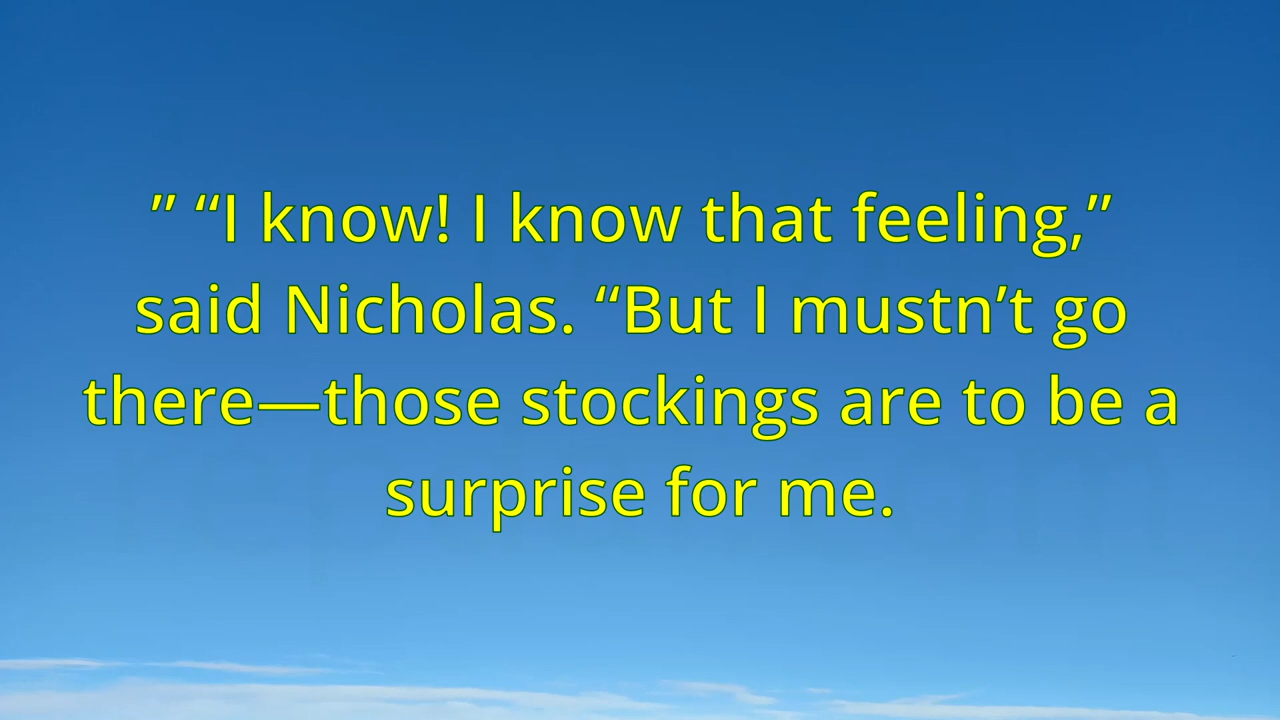 ” “I know! I know that feeling,”
said Nicholas. “But I mustn’t go
there—those stockings are to be a
surprise for me.